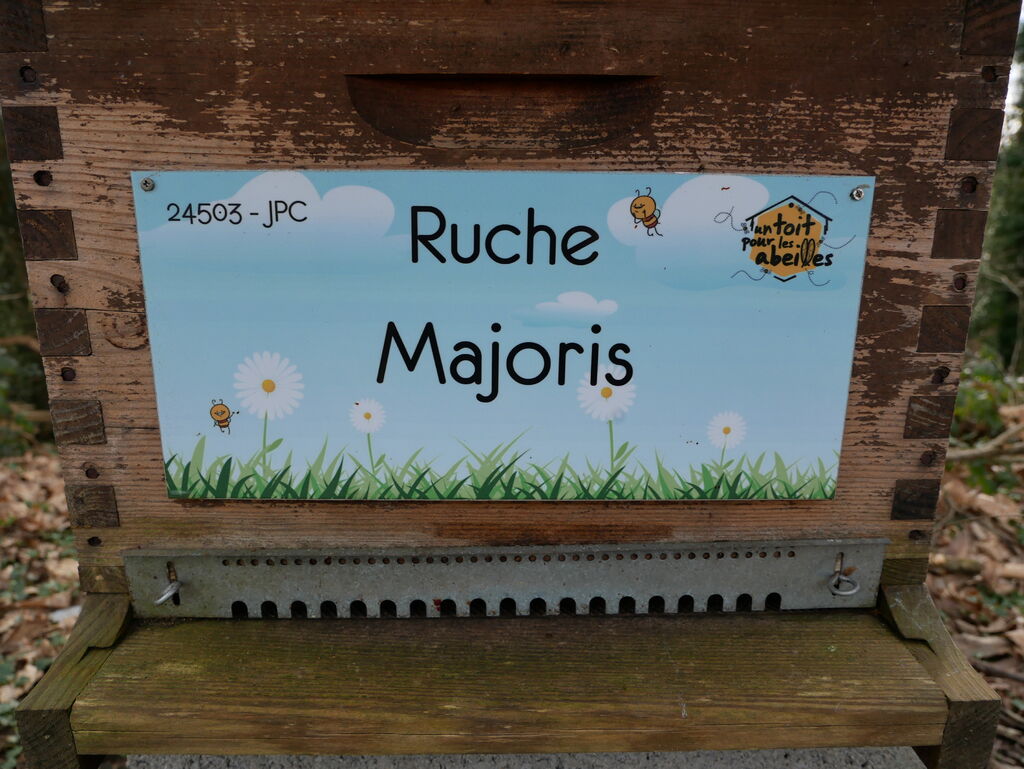 24503 - JPC
Ruche
Majoris
un toit
pour les
abeilles